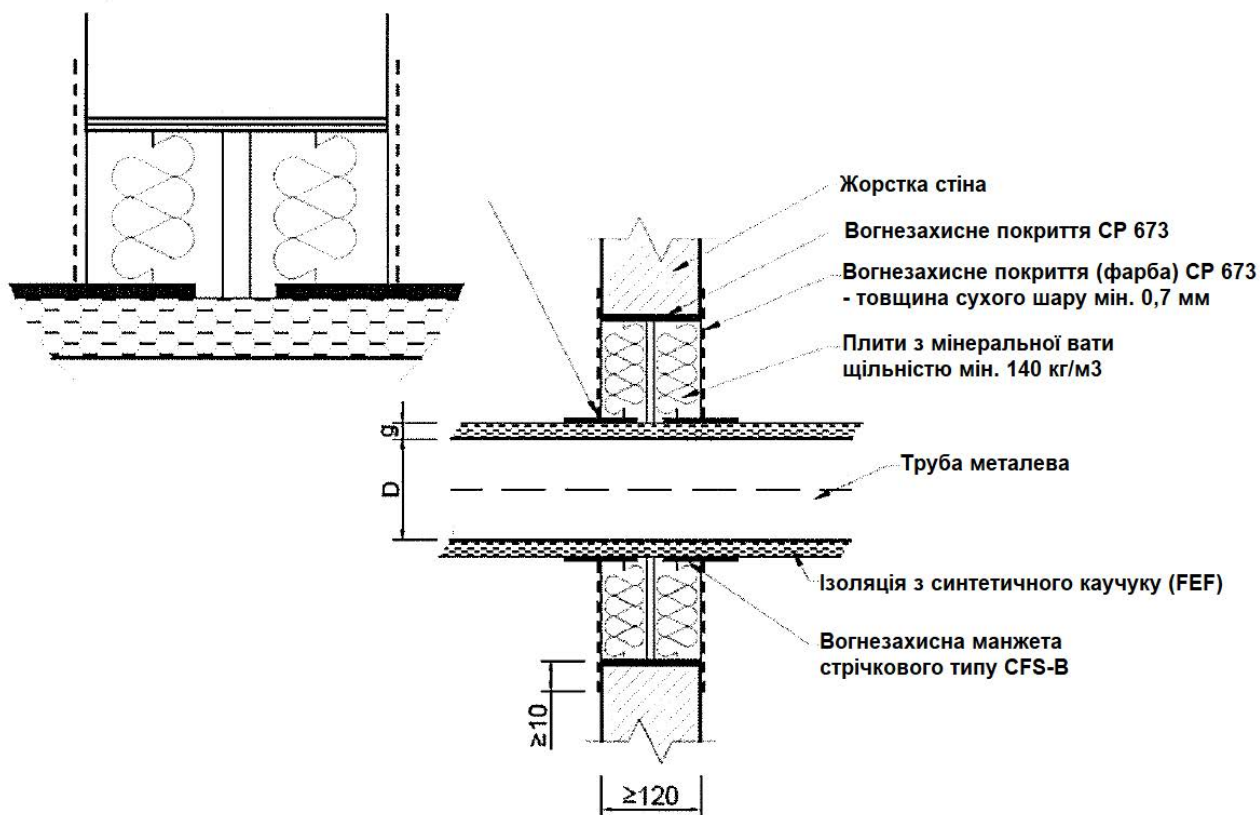 Жорстка стіна
Вогнезахисне покриття CP 673
Вогнезахисне покриття (фарба) CP 673
- товщина сухого шару мін. 0,7 мм
Плити з мінеральної вати
щільністю мін. 140 кг/м3
g
D
Труба металева
Ізоляція з синтетичного каучуку (FEF)
Вогнезахисна манжета
стрічкового типу CFS-B
≥10
≥120